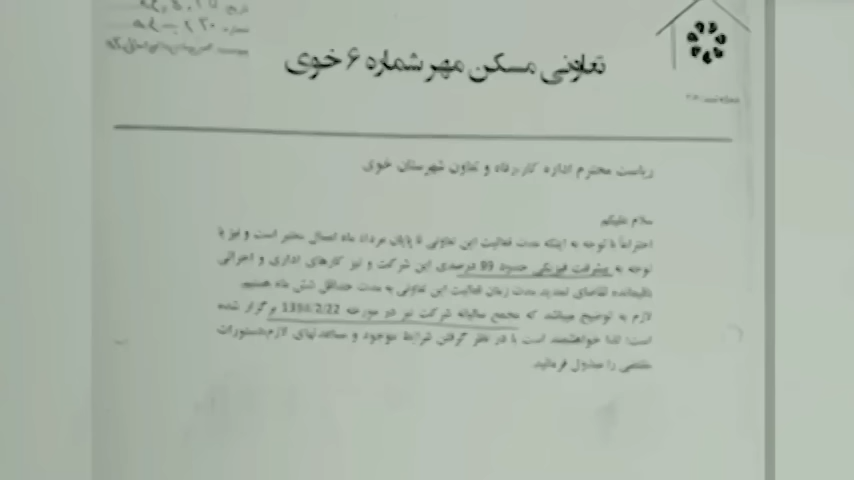 تعاونی مسکن مهر شماره ۶ خوی
ریاست محترم اداره کار رفاه و تعاون شهرستان خوی
سلام علیکم
احتراما با توجه به اینکه مدت فعالیت این تعاونی تا پایان مرداد ماه امسال معتبر است و نیز با
توجه به پیشرفت فیزیکی حدود 99 درصدی این شرکت و نیز کارهای اداری و اجرائی
باقیمانده تقاضای تمدید مدت زمان فعالیت این تعاونی به مدت حداقل شش ماه هستیم.
لازم به توضیح میباشد که مجمع سالیانه شرکت نیز در مورخه برگزار شده
است؛ لذا خواهشمند است با در نظر گرفتن شرایط موجود و مساعدتهای لازم،دستورات
مقتضی را مبذول فرمائید.